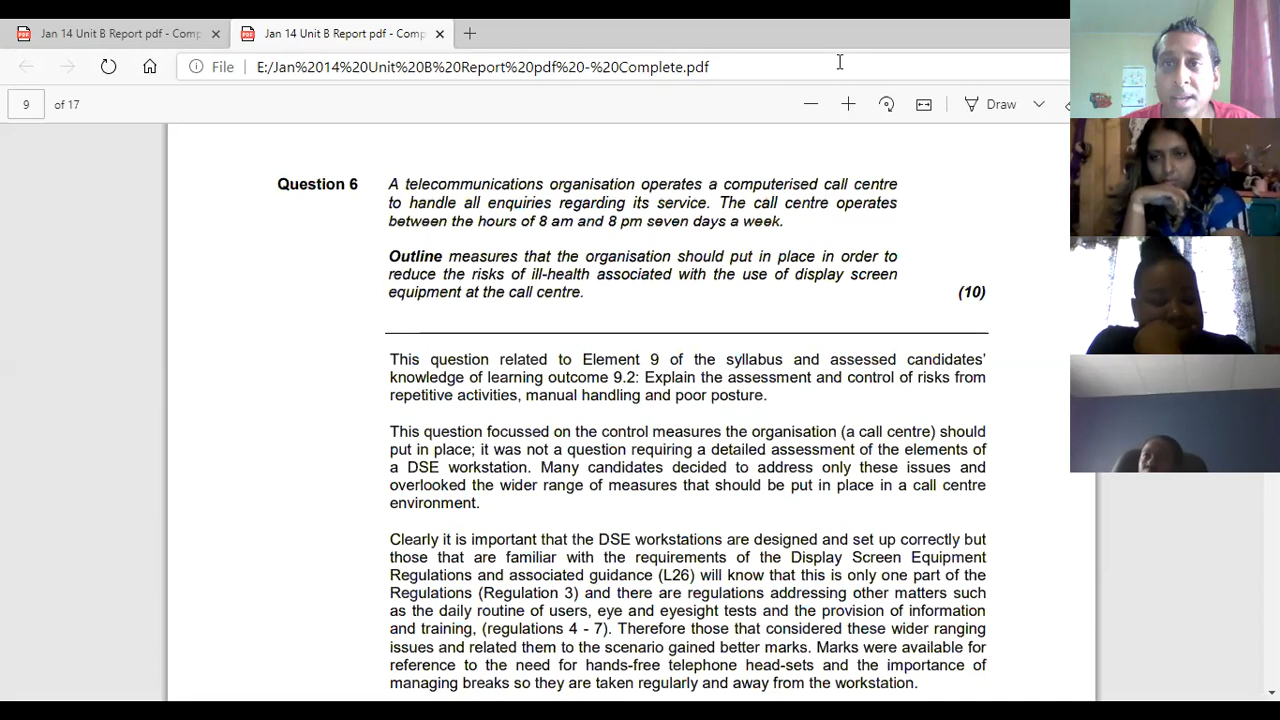 Jan 14 Unit B Report pdf - Comp
Jan 14 Unit B Report pdf - Comp
File E:/Jan%2014%20Unit%20B%20Report%20pdf%20-%20Complete.pdf
9 of 17
Draw
Question 6 A telecommunications organisation operates a computerised call centre
to handle all enquiries regarding its service. The call centre operates
between the hours of 8 am and 8 pm seven days a week.
Outline measures that the organisation should put in place in order to
reduce the risks of ill-health associated with the use of display screen
equipment at the call centre. (10)
This question related to Element 9 of the syllabus and assessed candidates'
knowledge of learning outcome 9.2: Explain the assessment and control of risks from
repetitive activities, manual handling and poor posture.
This question focussed on the control measures the organisation (a call centre) should
put in place; it was not a question requiring a detailed assessment of the elements of
a DSE workstation. Many candidates decided to address only these issues and
overlooked the wider range of measures that should be put in place in a call centre
environment.
Clearly it is important that the DSE workstations are designed and set up correctly but
those that are familiar with the requirements of the Display Screen Equipment
Regulations and associated guidance (L26) will know that this is only one part of the
Regulations (Regulation 3) and there are regulations addressing other matters such
as the daily routine of users, eye and eyesight tests and the provision of information
and training, (regulations 4 - 7). Therefore those that considered these wider ranging
issues and related them to the scenario gained better marks. Marks were available for
reference to the need for hands-free telephone head-sets and the importance of
managing breaks so they are taken regularly and away from the workstation.